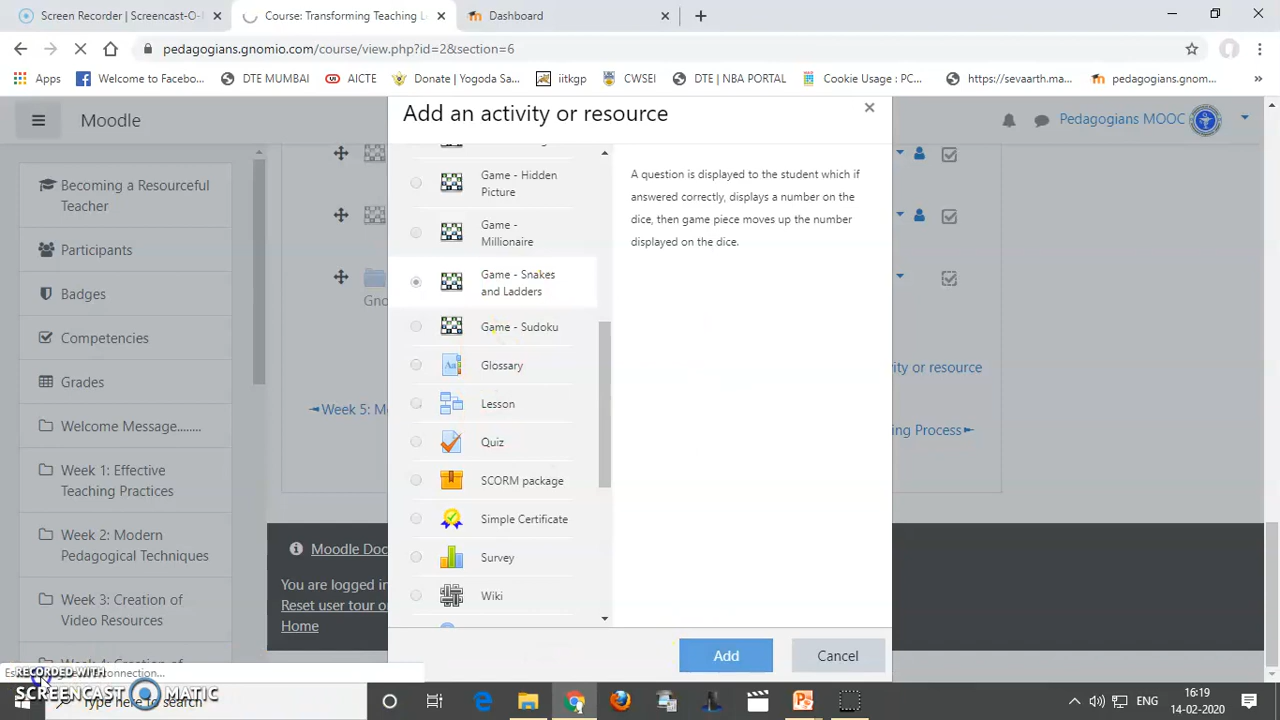 Screen Recorder | Screencast-O-
Course: Transforming Teaching L
Dashboard
pedagogians.gnomio.com/course/view.php?id=2&section=6
Apps
Welcome to Facebo...
DTE MUMBAI
AICTE
Donate | Yogoda Sa...
iitkgp
CWSEI
DTE | NBA PORTAL
Cookie Usage : PC...
https://sevaarth.ma...
pedagogians.gnom...
»
Moodle
Pedagogians MOOC
Becoming a Resourceful
Teacher
Participants
Badges
Competencies
Grades
Welcome Message........
Week 1: Effective
Teaching Practices
Week 2: Modern
Pedagogical Techniques
Week 3: Creation of
Video Resources
Add an activity or resource
Game - Hidden
Picture
Game -
Millionaire
Game - Snakes
and Ladders
Game - Sudoku
Glossary
Lesson
Quiz
SCORM package
Simple Certificate
Survey
Wiki
A question is displayed to the student which if
answered correctly, displays a number on the
dice, then game piece moves up the number
displayed on the dice.
Add
Cancel
Gno
Week 5: M
ity or resource
ing Process
Moodle Doc
You are logged in
Reset user tour o
Home
RECORDED WITH
SCREENCAST MATIC
Type here to search
ENG
16:19
14-02-2020